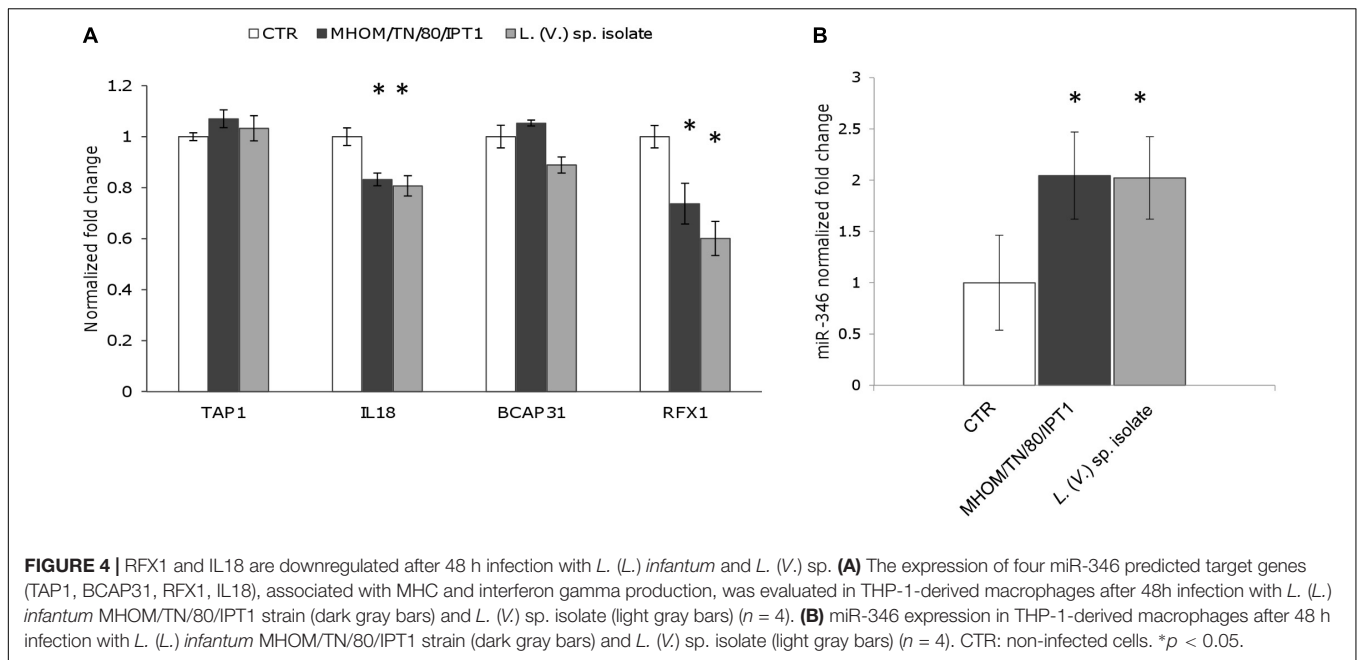 A
CTR MHOM/TN/80/IPT1 L. (V.) sp. isolate
Normalized fold change
1.2
1
0.8
0.6
0.4
0.2
0
* *
* *
TAP1 IL18 BCAP31 RFX1
B
miR-346 normalized fold change
3
2.5
2
1.5
1
0.5
0
* *
CTR
MHOM/TN/80/IPT1
L. (V.) sp. isolate
FIGURE 4 | RFX1 and IL18 are downregulated after 48 h infection with L. (L.) infantum and L. (V.) sp. (A) The expression of four miR-346 predicted target genes
(TAP1, BCAP31, RFX1, IL18), associated with MHC and interferon gamma production, was evaluated in THP-1-derived macrophages after 48h infection with L. (L.)
infantum MHOM/TN/80/IPT1 strain (dark gray bars) and L. (V.) sp. isolate (light gray bars) (n = 4). (B) miR-346 expression in THP-1-derived macrophages after 48 h
infection with L. (L.) infantum MHOM/TN/80/IPT1 strain (dark gray bars) and L. (V.) sp. isolate (light gray bars) (n = 4). CTR: non-infected cells. *p < 0.05.